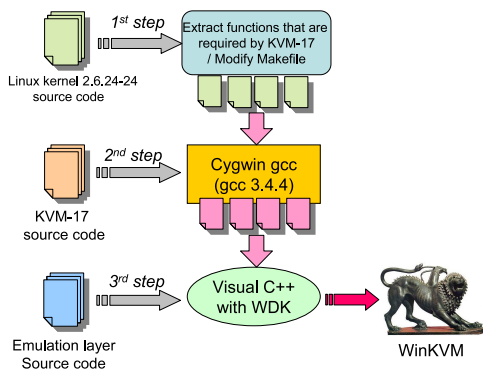 1st step
Extract functions that are
required by KVM-17
/ Modify Makefile
Linux kernel 2.6.24-24
source code
2nd step
Cygwin gcc
(gcc 3.4.4)
KVM-17
source code
3rd step
Visual C++
with WDK
Emulation layer
Source code
WinKVM